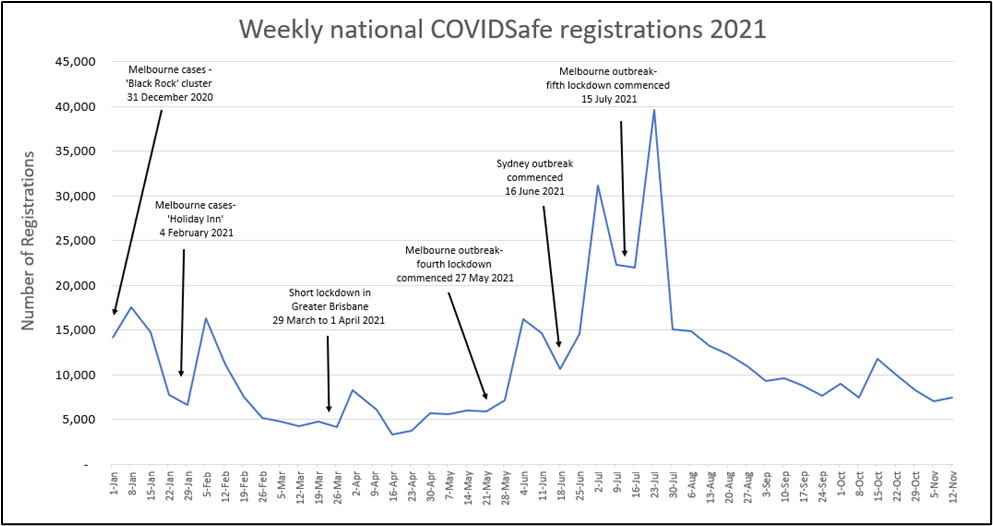 Weekly national COVIDSafe registrations 2021
Number of Registrations
45,000
40,000
35,000
30,000
25,000
20,000
15,000
10,000
5,000
-
Melbourne cases -
'Black Rock' cluster
31 December 2020
Melbourne cases-
'Holiday Inn'
4 February 2021
Short lockdown in
Greater Brisbane
29 March to 1 April 2021
Melbourne outbreak-
fourth lockdown
commenced 27 May 2021
Sydney outbreak
commenced
16 June 2021
Melbourne outbreak-
fifth lockdown commenced
15 July 2021
1-Jan
8-Jan
15-Jan
22-Jan
29-Jan
5-Feb
12-Feb
19-Feb
26-Feb
5-Mar
12-Mar
19-Mar
26-Mar
2-Apr
9-Apr
16-Apr
23-Apr
30-Apr
7-May
14-May
21-May
28-May
4-Jun
11-Jun
18-Jun
25-Jun
2-Jul
9-Jul
16-Jul
23-Jul
30-Jul
6-Aug
13-Aug
20-Aug
27-Aug
3-Sep
10-Sep
17-Sep
24-Sep
1-Oct
8-Oct
15-Oct
22-Oct
29-Oct
5-Nov
12-Nov